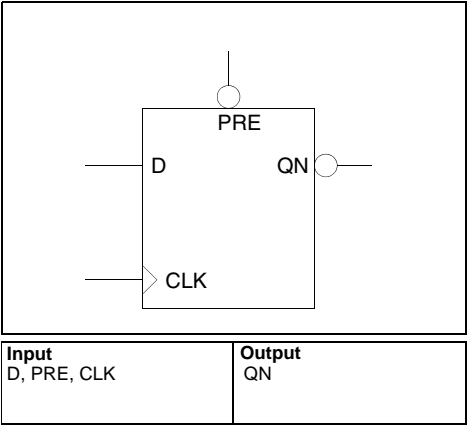 PRE
D QN
CLK
Input Output
D, PRE, CLK QN